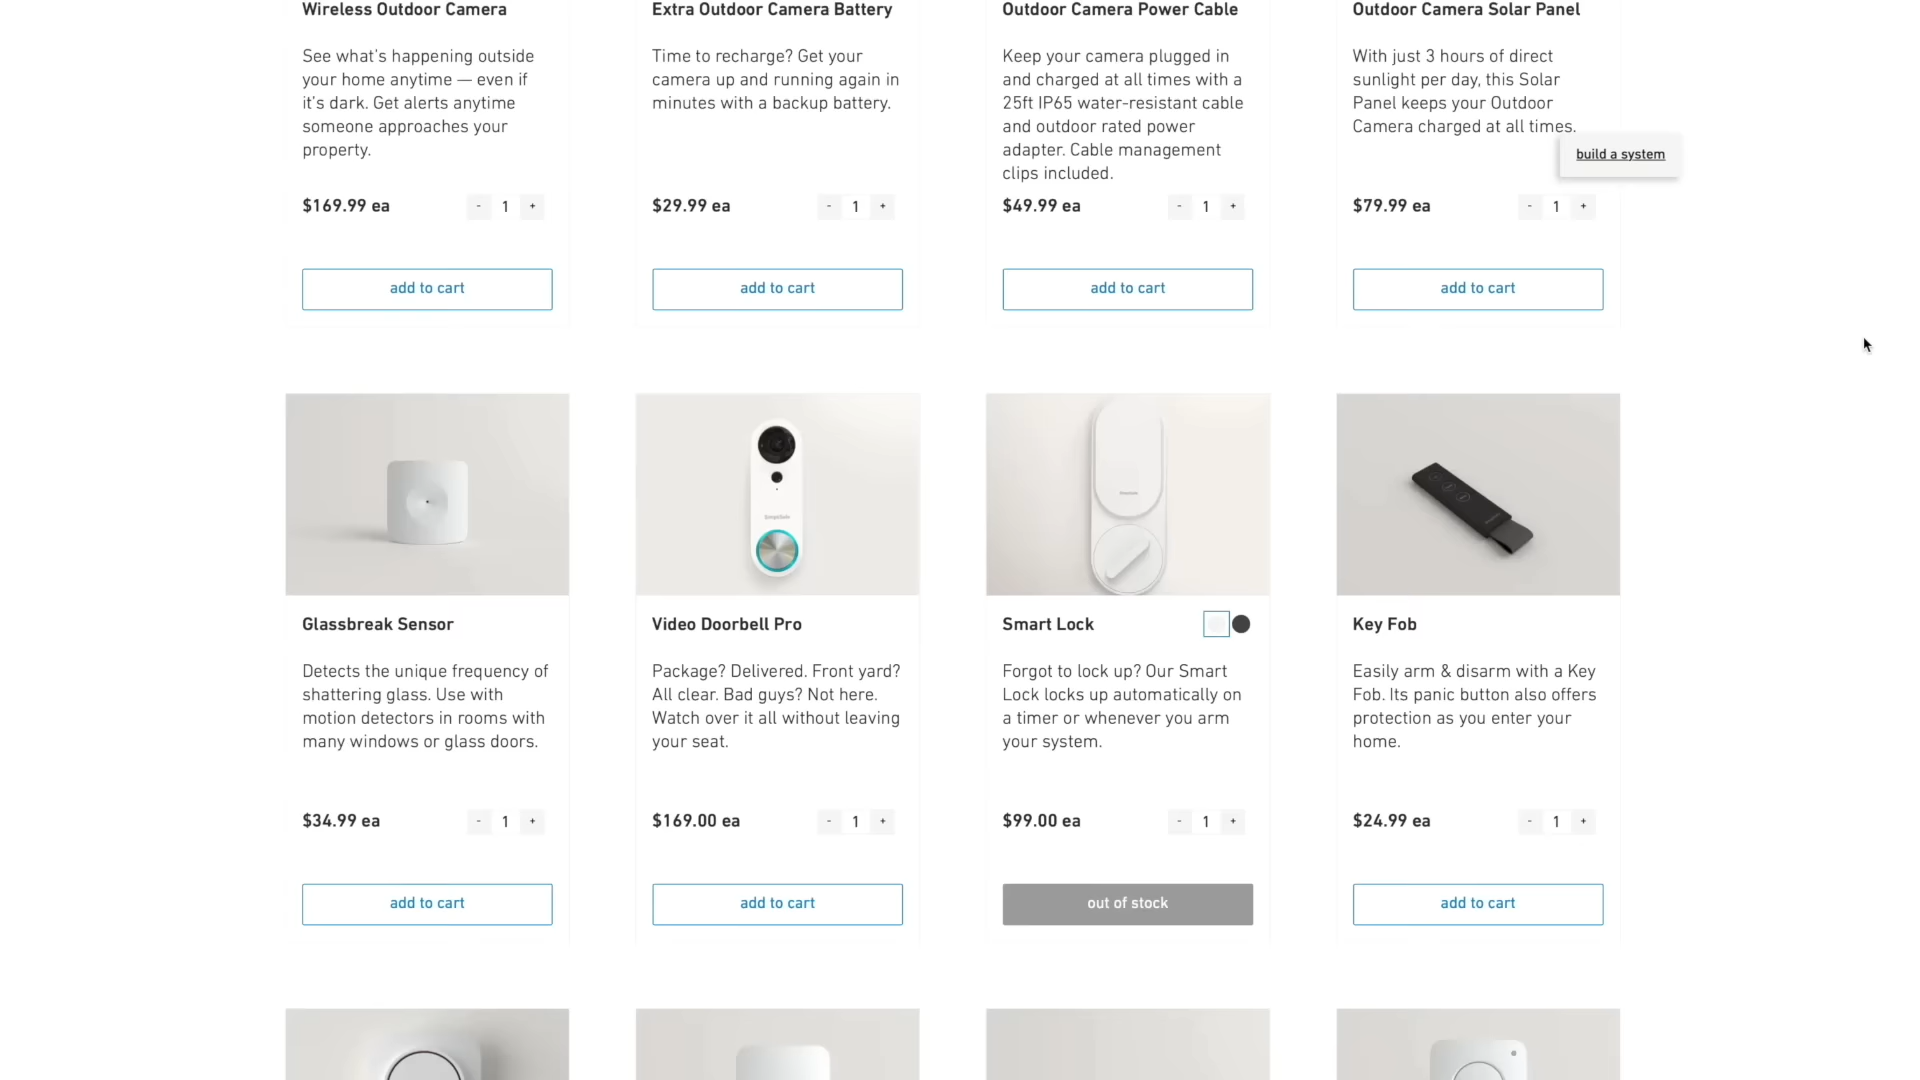 Wireless Outdoor Camera
See what's happening outside
your home anytime — even if
it's dark. Get alerts anytime
someone approaches your
property.
$169.99 ea
- 1 +
add to cart
Extra Outdoor Camera Battery
Time to recharge? Get your
camera up and running again in
minutes with a backup battery.
$29.99 ea
- 1 +
add to cart
Outdoor Camera Power Cable
Keep your camera plugged in
and charged at all times with a
25ft IP65 water-resistant cable
and outdoor rated power
adapter. Cable management
clips included.
$49.99 ea
- 1 +
add to cart
Outdoor Camera Solar Panel
With just 3 hours of direct
sunlight per day, this Solar
Panel keeps your Outdoor
Camera charged at all times.
build a system
$79.99 ea
- 1 +
add to cart
Glassbreak Sensor
Detects the unique frequency of
shattering glass. Use with
motion detectors in rooms with
many windows or glass doors.
$34.99 ea
- 1 +
add to cart
SimpliSafe
Video Doorbell Pro
Package? Delivered. Front yard?
All clear. Bad guys? Not here.
Watch over it all without leaving
your seat.
$169.00 ea
- 1 +
add to cart
Smart Lock
Forgot to lock up? Our Smart
Lock locks up automatically on
a timer or whenever you arm
your system.
$99.00 ea
- 1 +
out of stock
Key Fob
Easily arm & disarm with a Key
Fob. Its panic button also offers
protection as you enter your
home.
$24.99 ea
- 1 +
add to cart